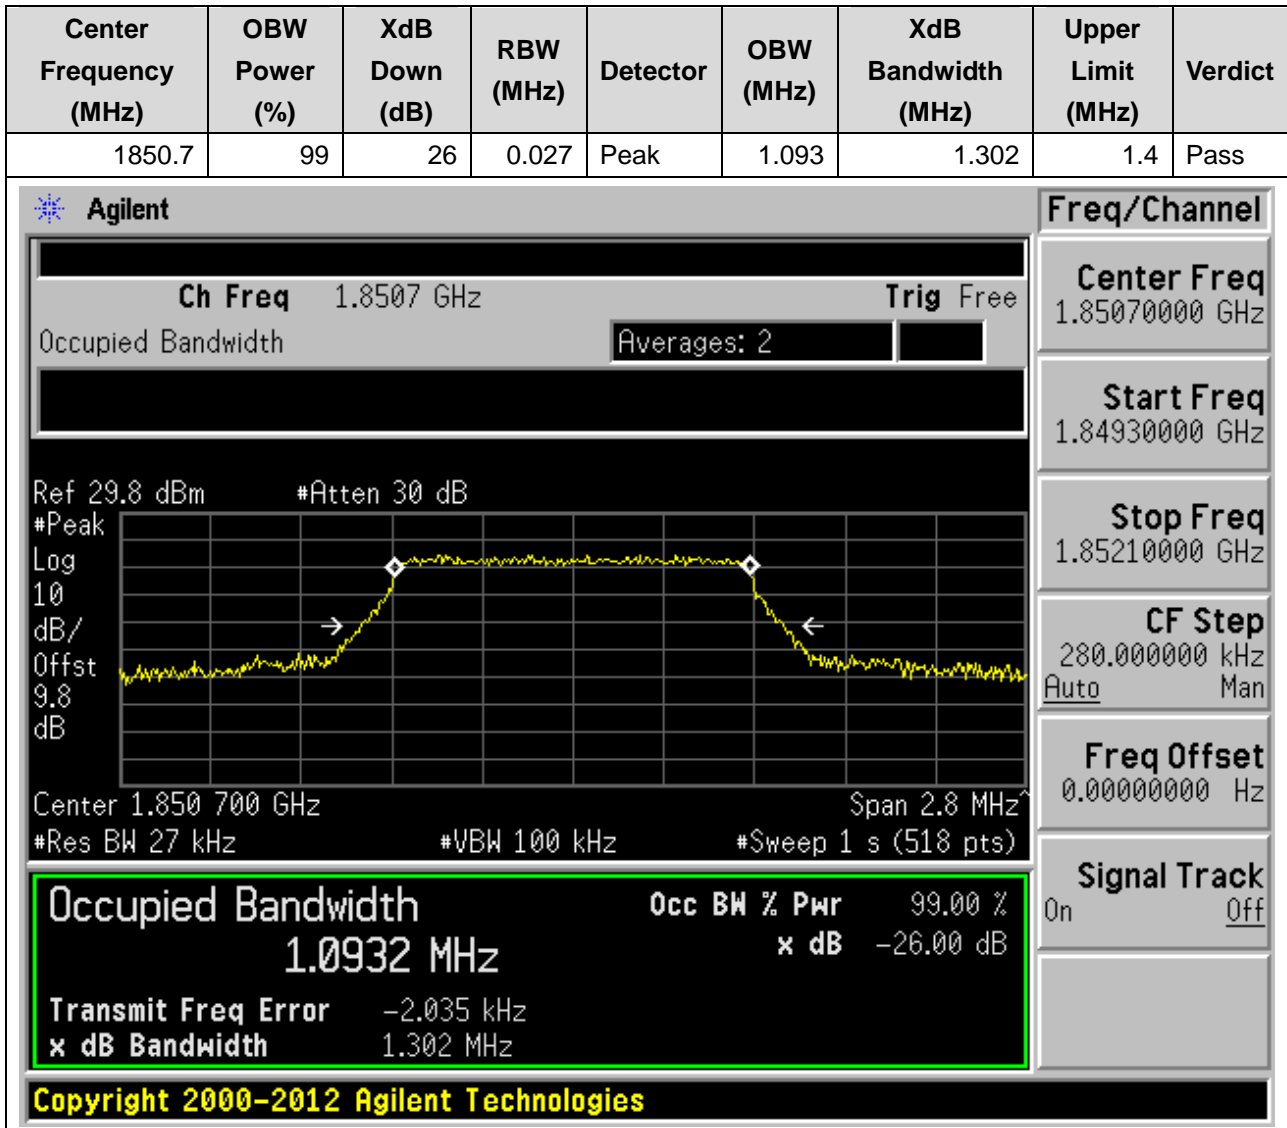 Center Frequency (MHz) OBW Power (%) XdB Down (dB) RBW (MHz) Detector OBW (MHz) XdB Bandwidth (MHz) Upper Limit (MHz) Verdict
1850.7 99 26 0.027 Peak 1.093 1.302 1.4 Pass
Agilent
Freq/Channel
Ch Freq 1.8507 GHz Trig Free
Occupied Bandwidth Averages: 2
Ref 29.8 dBm #Atten 30 dB
#Peak
Log
10
dB/
Offst
9.8
dB
Center 1.850 700 GHz Span 2.8 MHz^
#Res BW 27 kHz #VBW 100 kHz #Sweep 1 s (518 pts)
Occupied Bandwidth Occ BW % Pwr 99.00 %
1.0932 MHz x dB -26.00 dB
Transmit Freq Error -2.035 kHz
x dB Bandwidth 1.302 MHz
Center Freq
1.85070000 GHz
Start Freq
1.84930000 GHz
Stop Freq
1.85210000 GHz
CF Step
280.000000 kHz
Auto Man
Freq Offset
0.00000000 Hz
Signal Track
On Off
Copyright 2000-2012 Agilent Technologies